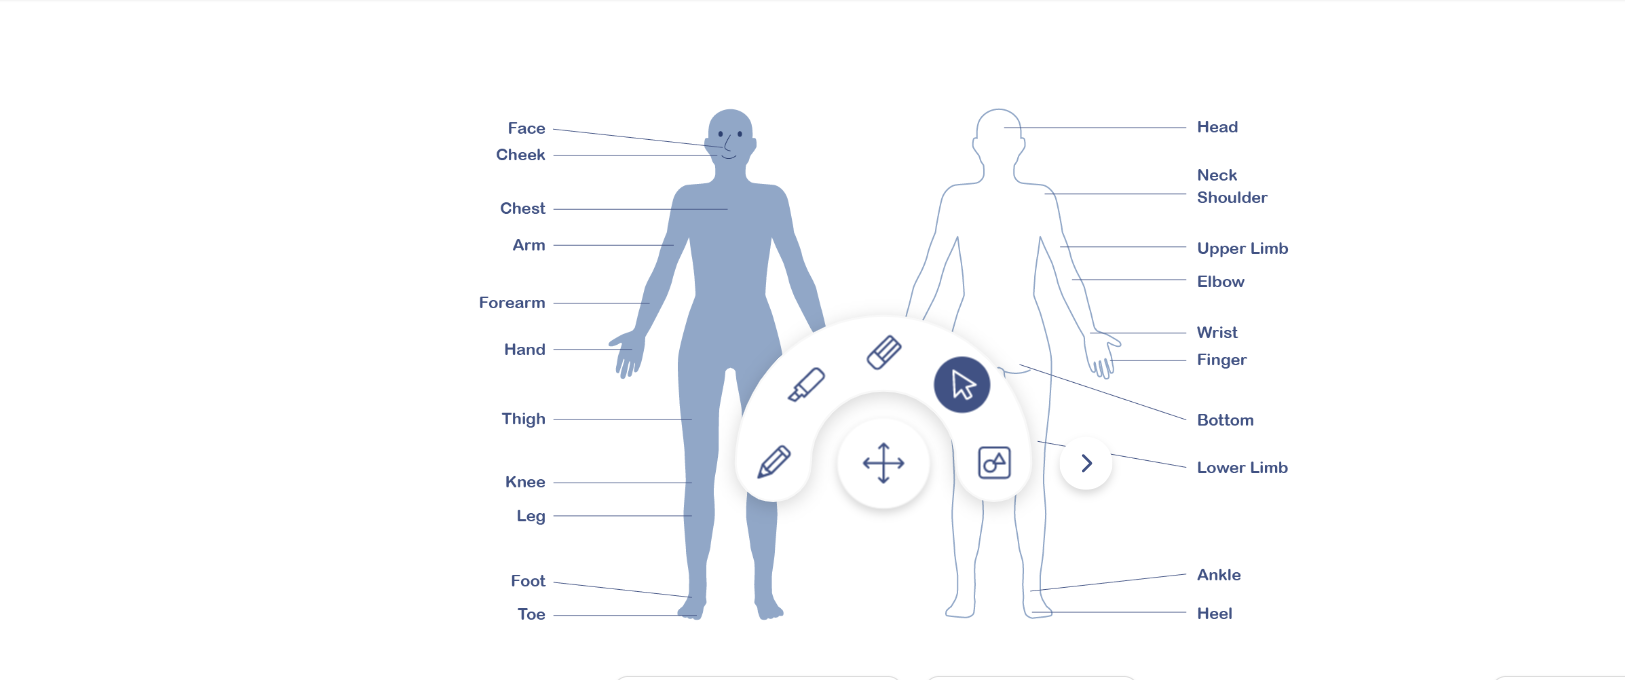 Face
Cheek
Chest
Arm
Forearm
Hand
Thigh
Knee
Leg
Foot
Toe
Head
Neck
Shoulder
Upper Limb
Elbow
Wrist
Finger
Bottom
Lower Limb
Ankle
Heel